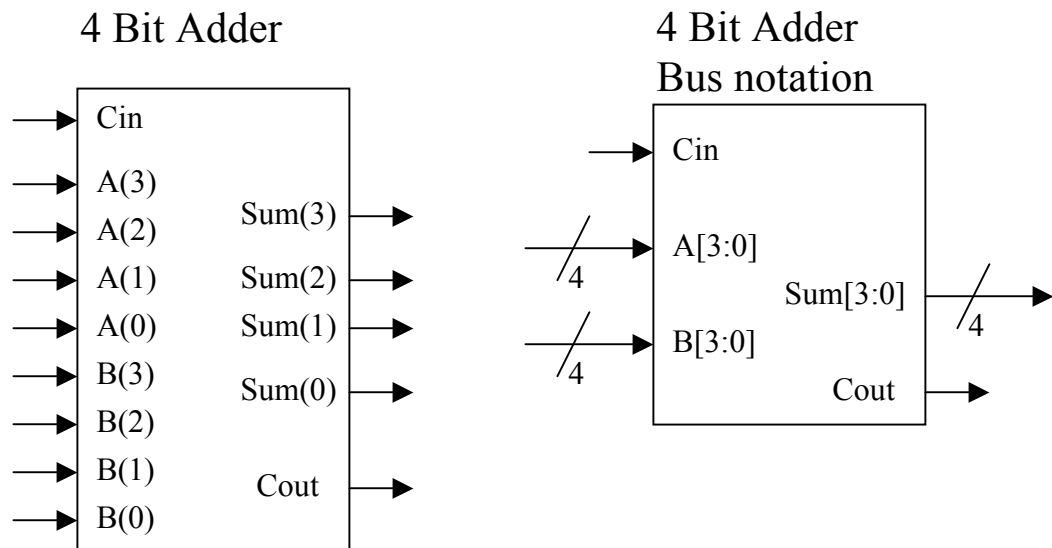 4 Bit Adder
Cin
A(3)
A(2)
A(1)
A(0)
B(3)
B(2)
B(1)
B(0)
Sum(3)
Sum(2)
Sum(1)
Sum(0)
Cout
4 Bit Adder
Bus notation
Cin
A[3:0]
4
B[3:0]
4
Sum[3:0]
4
Cout